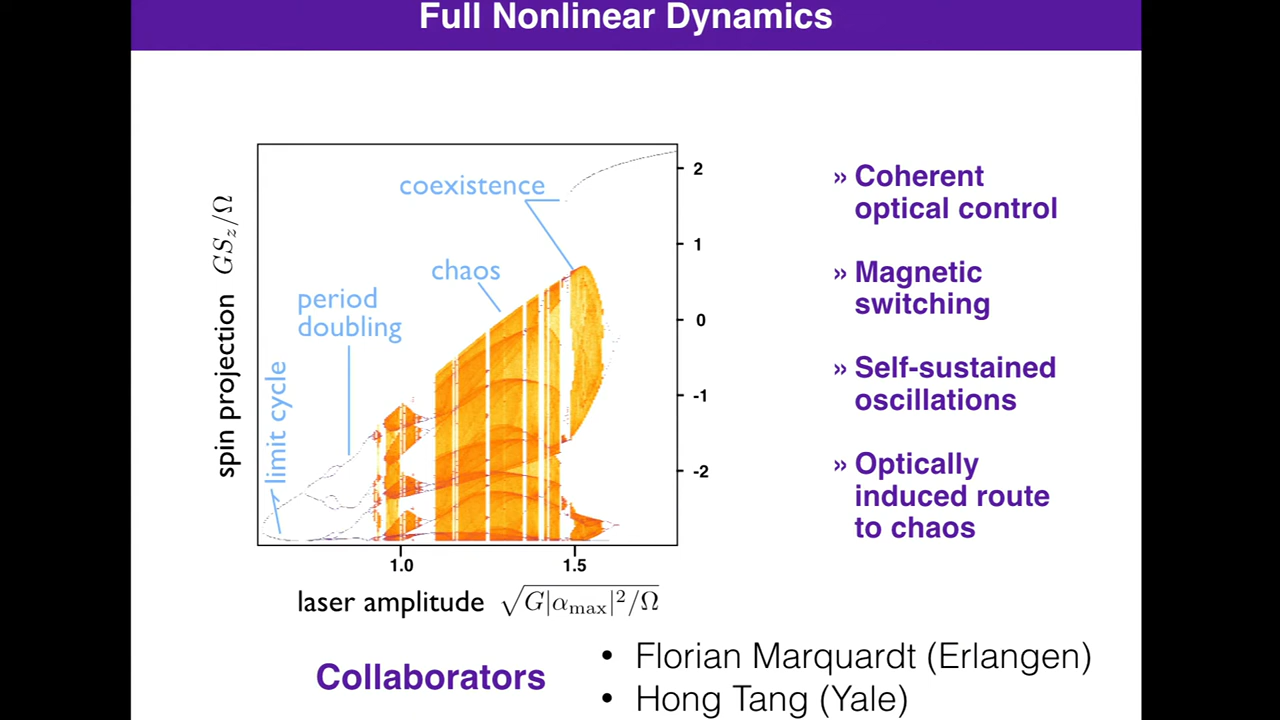 Full Nonlinear Dynamics
coexistence
chaos
period
doubling
limit cycle
spin projection GS_z/Ω
2
1
0
-1
-2
1.0
1.5
laser amplitude √G|α_max|²/Ω
» Coherent
optical control
» Magnetic
switching
» Self-sustained
oscillations
» Optically
induced route
to chaos
Collaborators
• Florian Marquardt (Erlangen)
• Hong Tang (Yale)